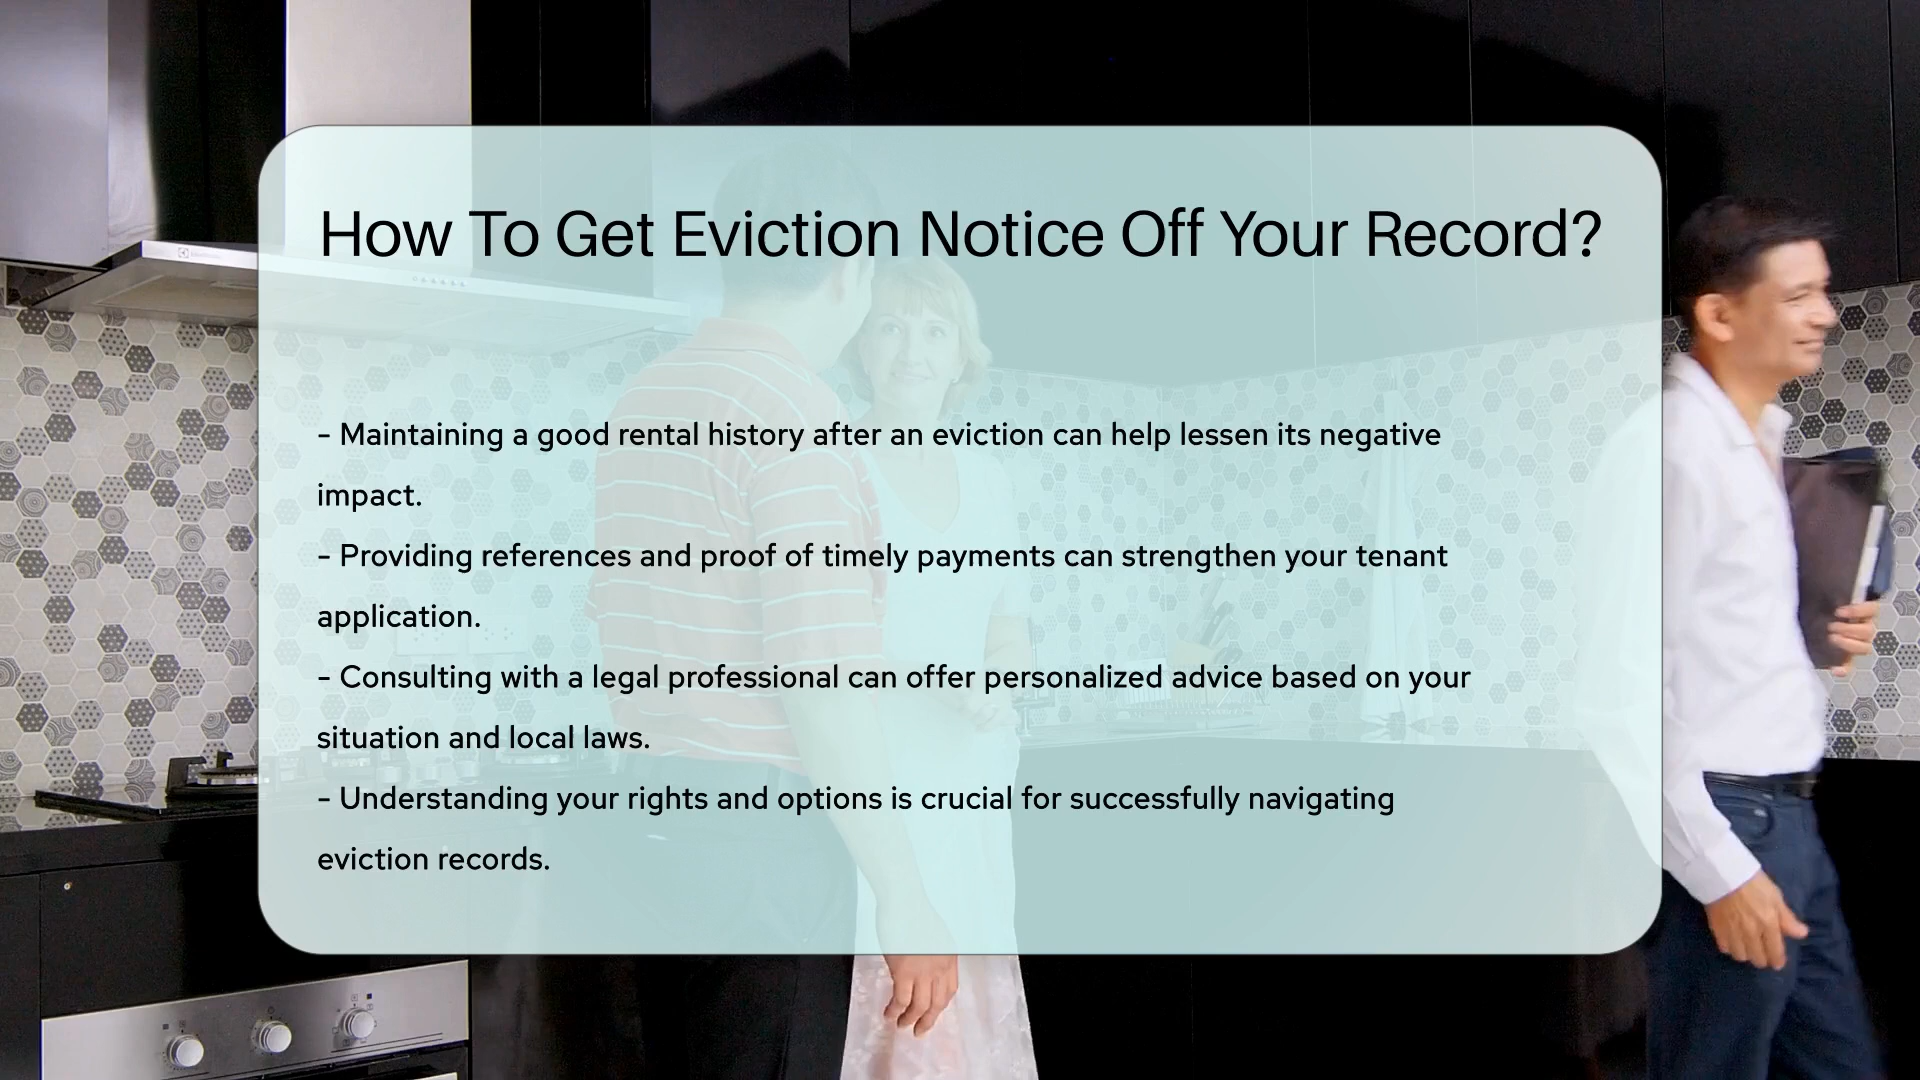 How To Get Eviction Notice Off Your Record?
- Maintaining a good rental history after an eviction can help lessen its negative
impact.
- Providing references and proof of timely payments can strengthen your tenant
application.
- Consulting with a legal professional can offer personalized advice based on your
situation and local laws.
- Understanding your rights and options is crucial for successfully navigating
eviction records.